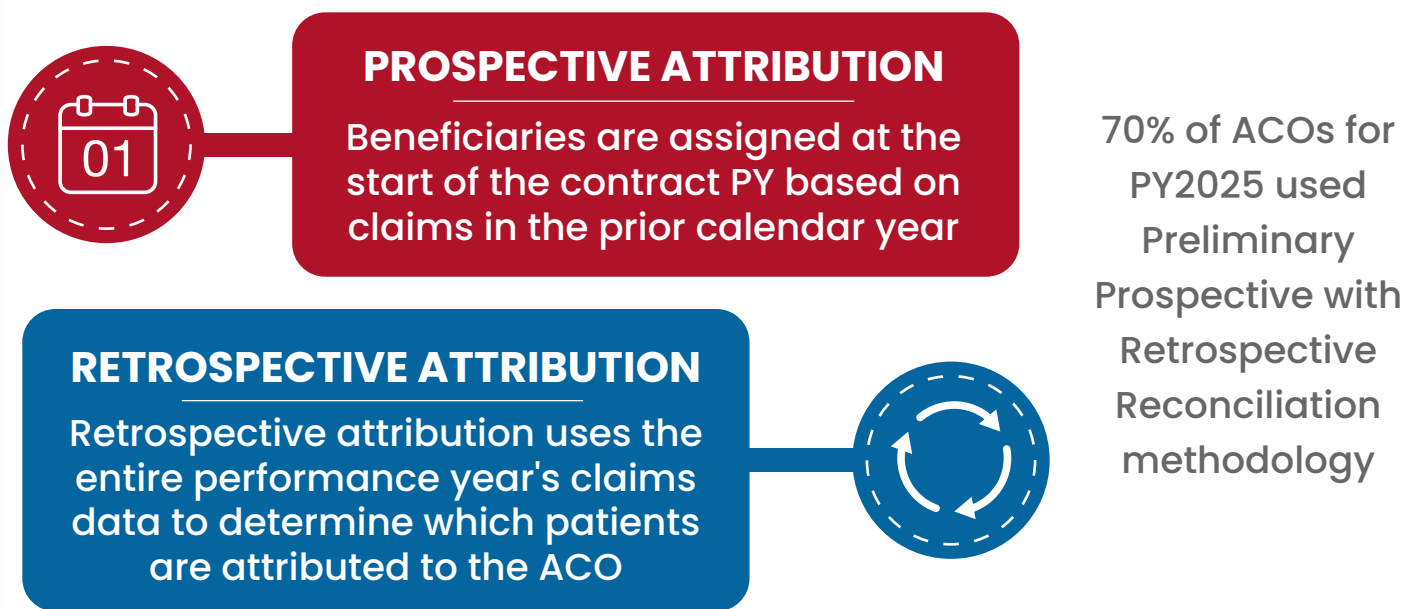 01
PROSPECTIVE ATTRIBUTION
Beneficiaries are assigned at the
start of the contract PY based on
claims in the prior calendar year
70% of ACOs for
PY2025 used
Preliminary
Prospective with
Retrospective
Reconciliation
methodology
RETROSPECTIVE ATTRIBUTION
Retrospective attribution uses the
entire performance year's claims
data to determine which patients
are attributed to the ACO